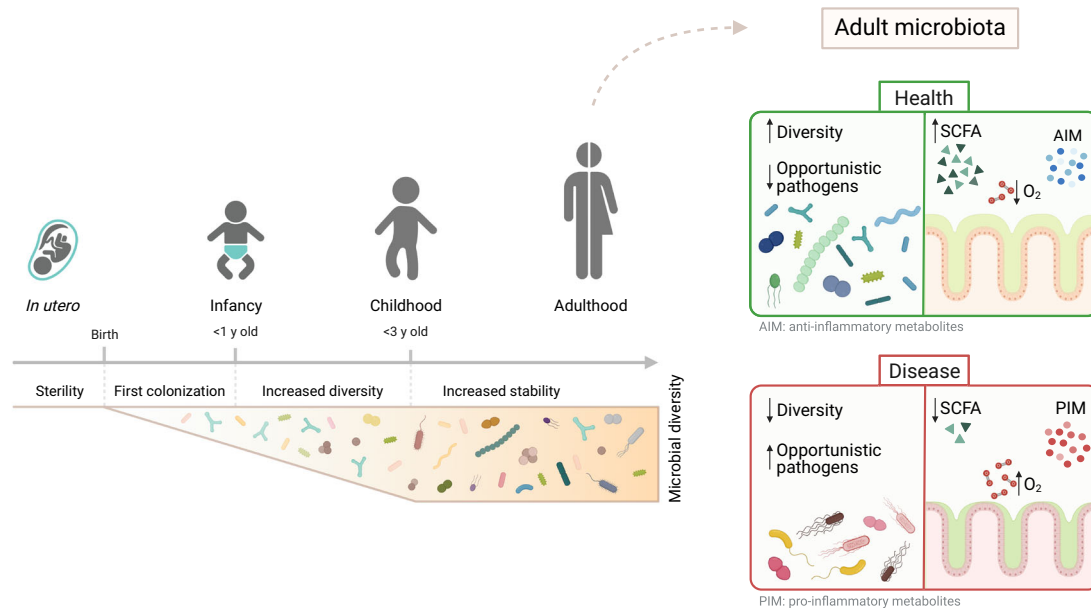 Adult microbiota
In utero
Infancy
Childhood
Adulthood
Birth
<1 y old
<3 y old
Sterility
First colonization
Increased diversity
Increased stability
Microbial diversity
Health
↑ Diversity
↓ Opportunistic
pathogens
↑ SCFA
AIM
↓ O₂
AIM: anti-inflammatory metabolites
Disease
↓ Diversity
↑ Opportunistic
pathogens
↓ SCFA
PIM
↑ O₂
PIM: pro-inflammatory metabolites